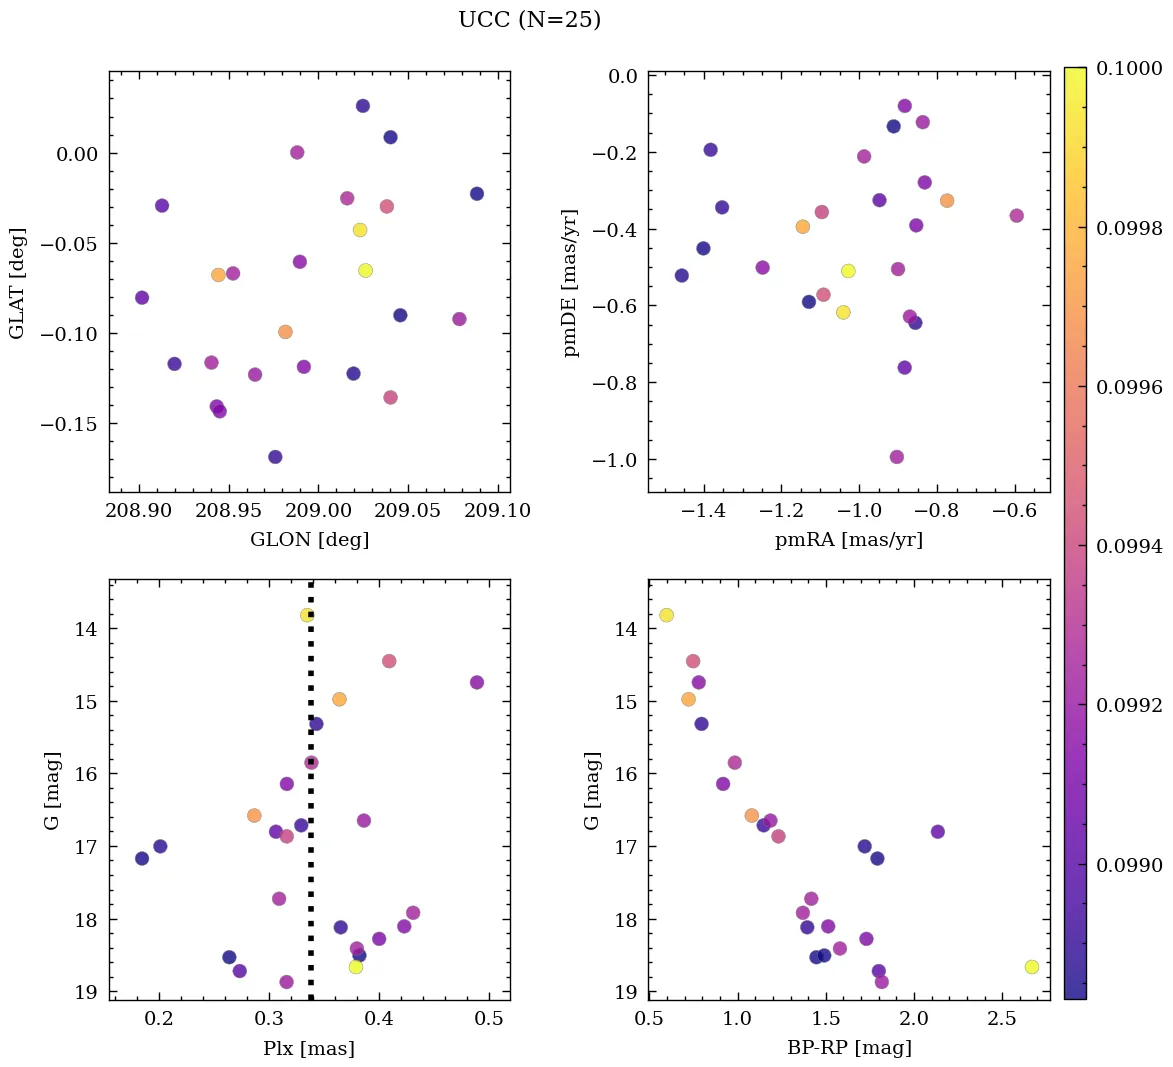 UCC (N=25)
0.00
−0.05
−0.10
−0.15
GLAT [deg]
208.90 208.95 209.00 209.05 209.10
GLON [deg]
0.0
−0.2
−0.4
−0.6
−0.8
−1.0
pmDE [mas/yr]
−1.4 −1.2 −1.0 −0.8 −0.6
pmRA [mas/yr]
0.1000
0.0998
0.0996
0.0994
0.0992
0.0990
14
15
16
17
18
19
G [mag]
0.2 0.3 0.4 0.5
Plx [mas]
14
15
16
17
18
19
G [mag]
0.5 1.0 1.5 2.0 2.5
BP-RP [mag]